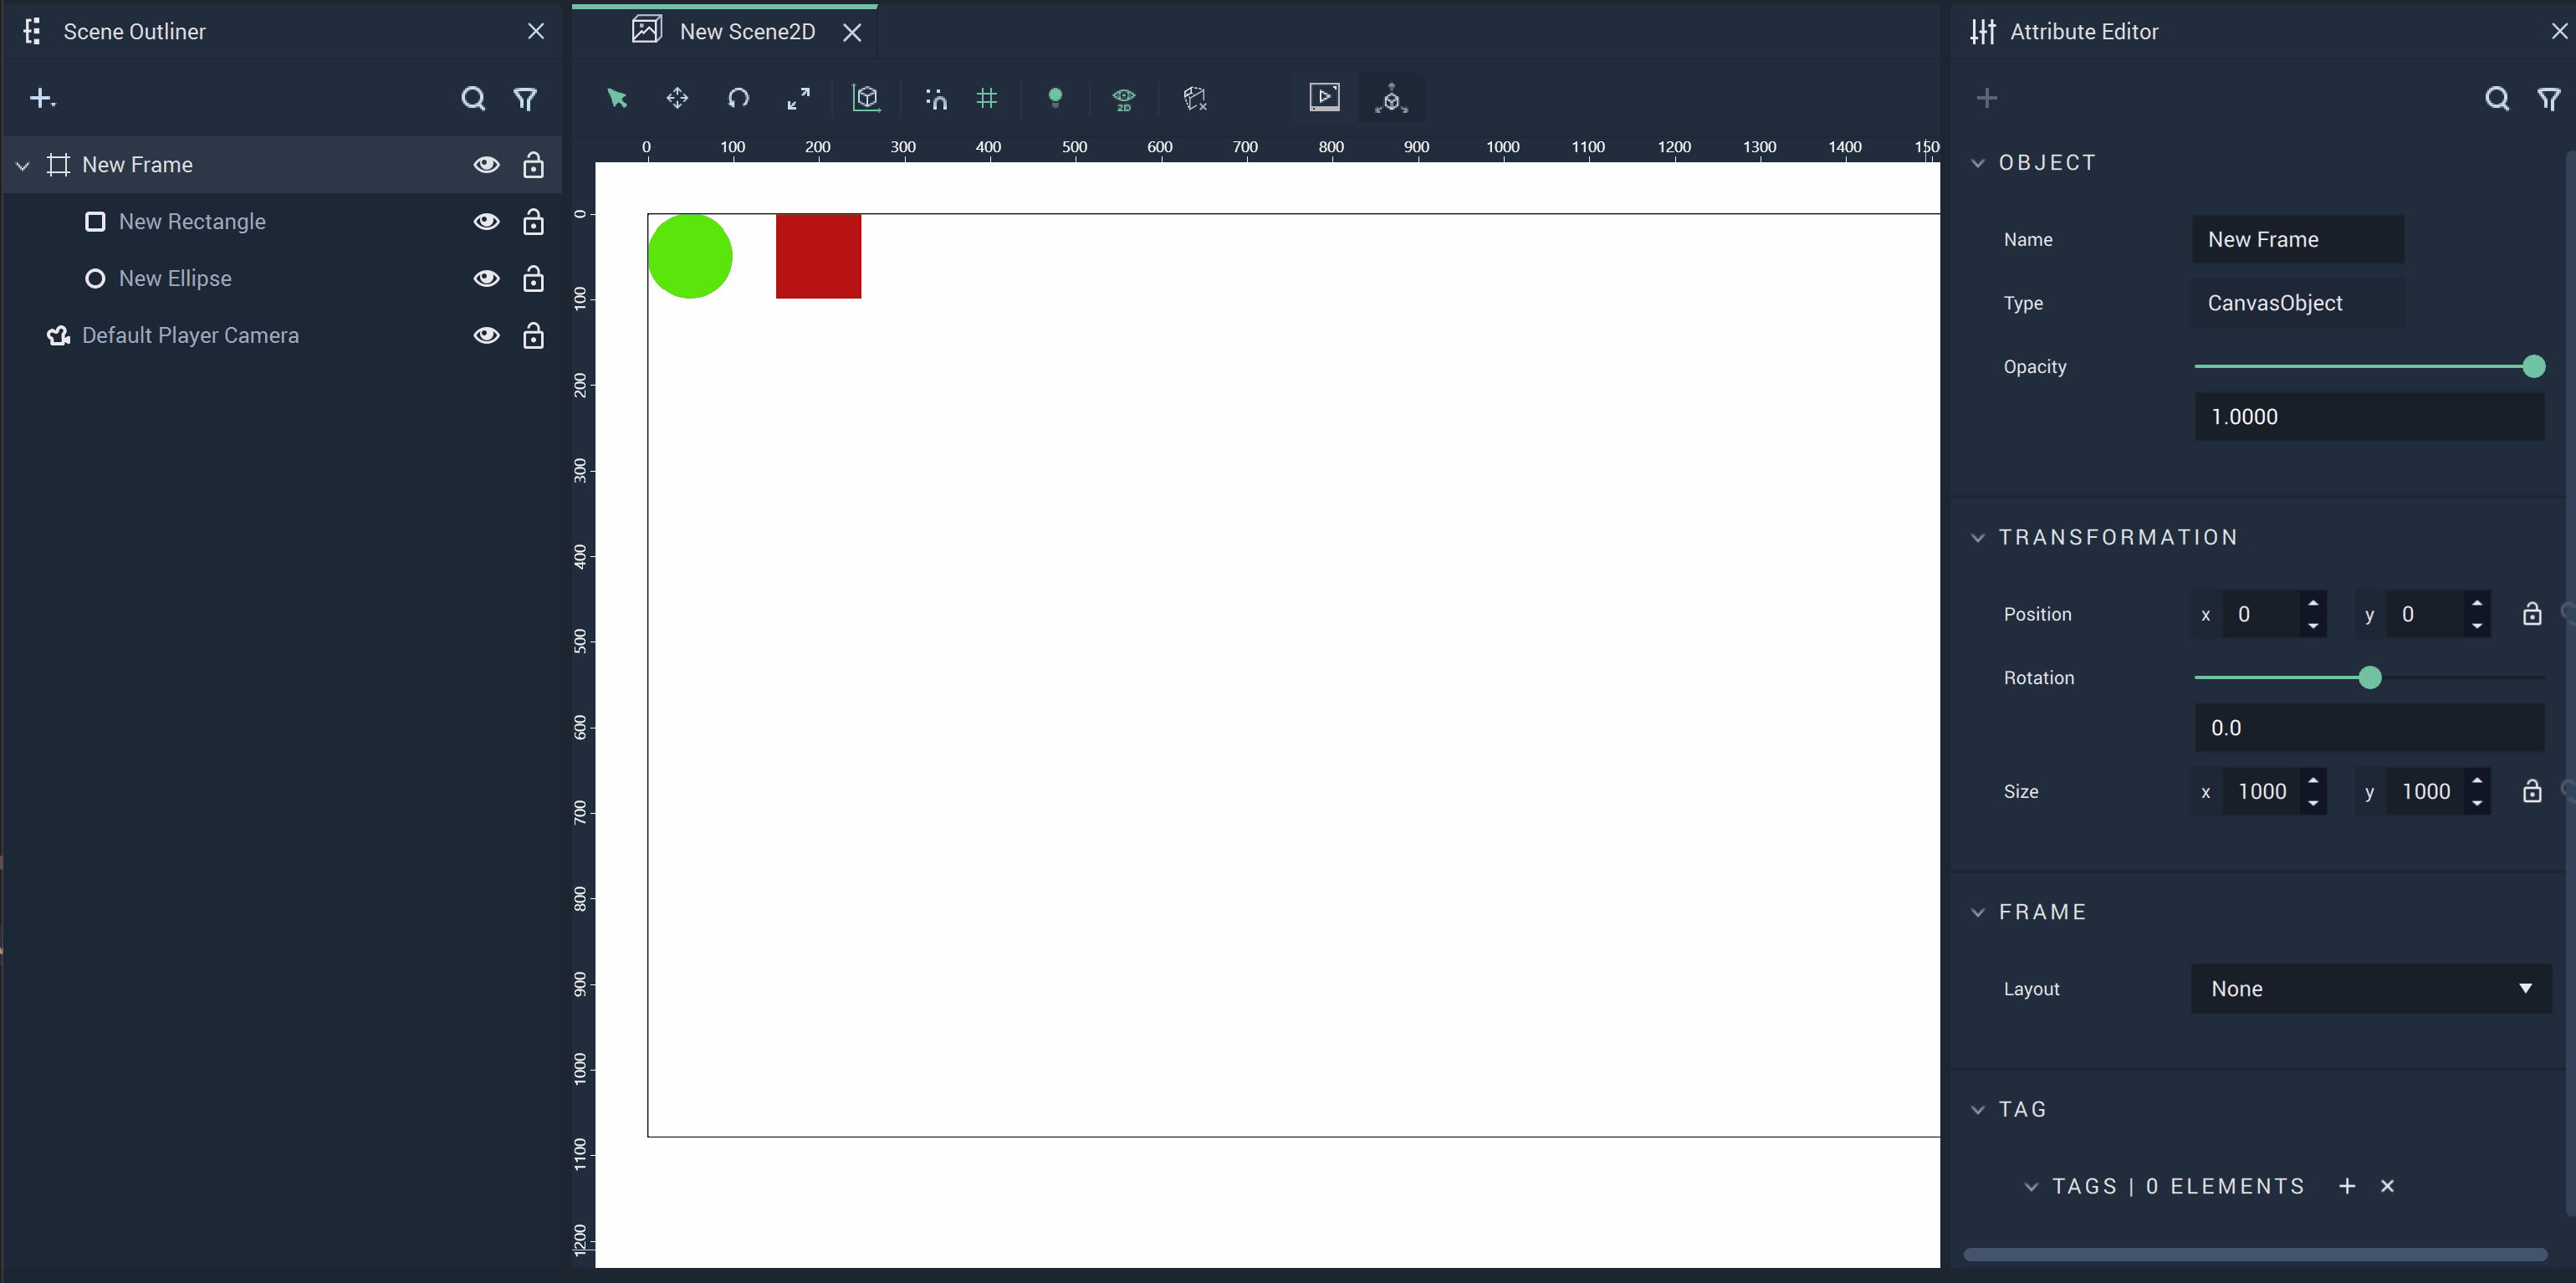 Scene Outliner
New Frame
New Rectangle
New Ellipse
Default Player Camera
New Scene2D
2D
0 100 200 300 400 500 600 700 800 900 1000 1100 1200 1300 1400 150
0
100
200
300
400
500
600
700
800
900
1000
1100
1200
Attribute Editor
OBJECT
Name New Frame
Type CanvasObject
Opacity
1.0000
TRANSFORMATION
Position x 0 y 0
Rotation
0.0
Size x 1000 y 1000
FRAME
Layout None
TAG
TAGS | 0 ELEMENTS